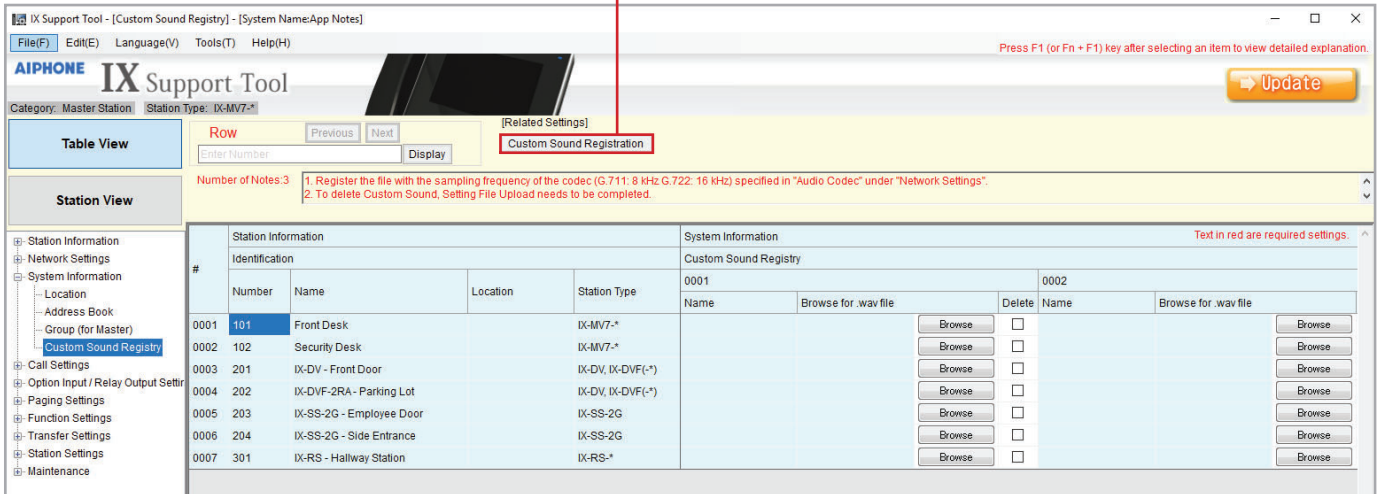 IX Support Tool - [Custom Sound Registry] - [System Name:App Notes]
File(F) Edit(E) Language(V) Tools(T) Help(H)
Press F1 (or Fn + F1) key after selecting an item to view detailed explanation.
AIPHONE IX Support Tool
Update
Category: Master Station Station Type: IX-MV7-*
Table View
Row Previous Next
Enter Number Display
[Related Settings]
Custom Sound Registration
Station View
Number of Notes:3
1. Register the file with the sampling frequency of the codec (G.711: 8 kHz G.722: 16 kHz) specified in "Audio Codec" under "Network Settings".
2. To delete Custom Sound, Setting File Upload needs to be completed.
Station Information
Network Settings
System Information
Location
Address Book
Group (for Master)
Custom Sound Registry
Call Settings
Option Input / Relay Output Settin
Paging Settings
Function Settings
Transfer Settings
Station Settings
Maintenance
# Station Information System Information Text in red are required settings.
Identification Custom Sound Registry
Number Name Location Station Type 0001 0002
Name Browse for .wav file Delete Name Browse for .wav file
0001 101 Front Desk IX-MV7-* Browse Browse
0002 102 Security Desk IX-MV7-* Browse Browse
0003 201 IX-DV - Front Door IX-DV, IX-DVF(-*) Browse Browse
0004 202 IX-DVF-2RA - Parking Lot IX-DV, IX-DVF(-*) Browse Browse
0005 203 IX-SS-2G - Employee Door IX-SS-2G Browse Browse
0006 204 IX-SS-2G - Side Entrance IX-SS-2G Browse Browse
0007 301 IX-RS - Hallway Station IX-RS-* Browse Browse